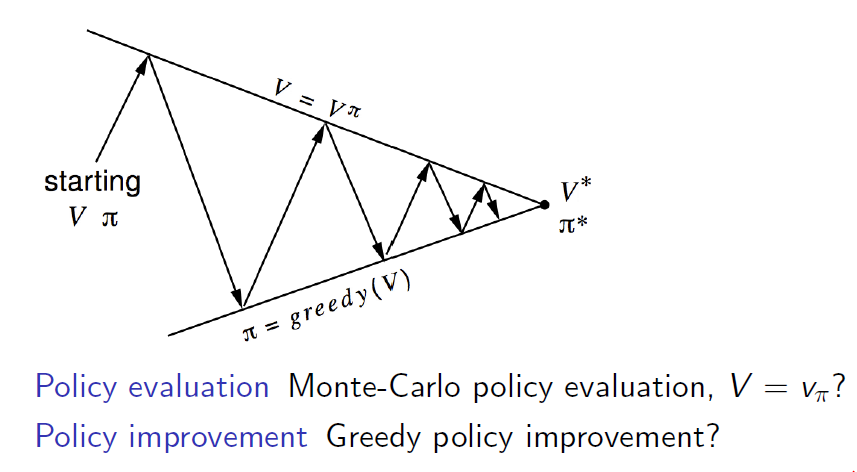 V = Vπ
starting
V π
V*
π*
π = greedy(V)
Policy evaluation Monte-Carlo policy evaluation, V = vπ?
Policy improvement Greedy policy improvement?